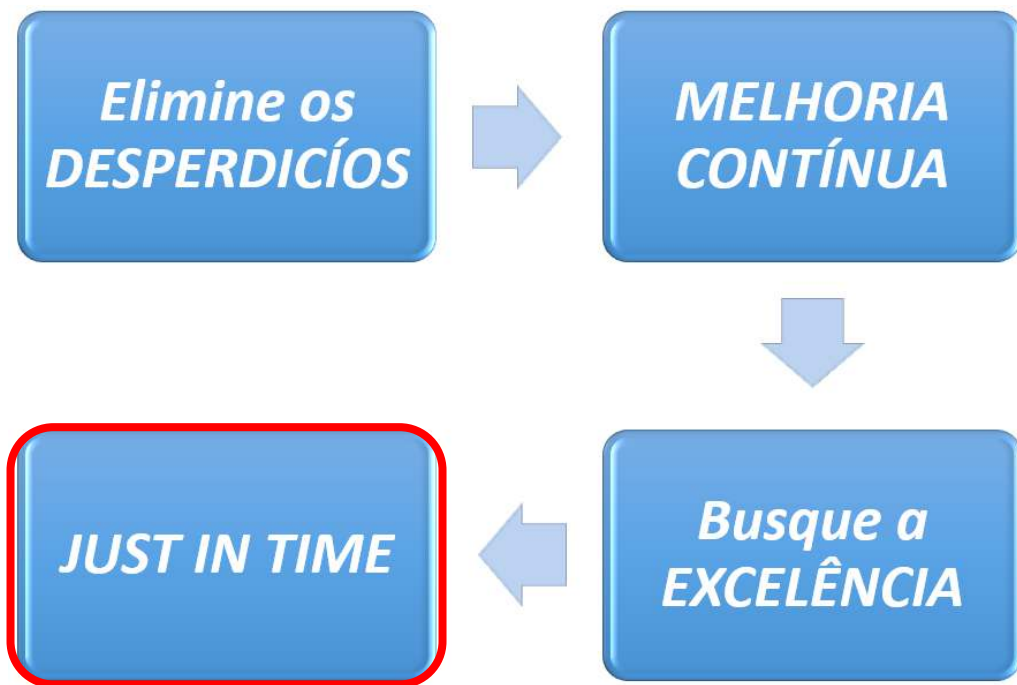 Elimine os
DESPERDICÍOS
MELHORIA
CONTÍNUA
Busque a
EXCELÊNCIA
JUST IN TIME